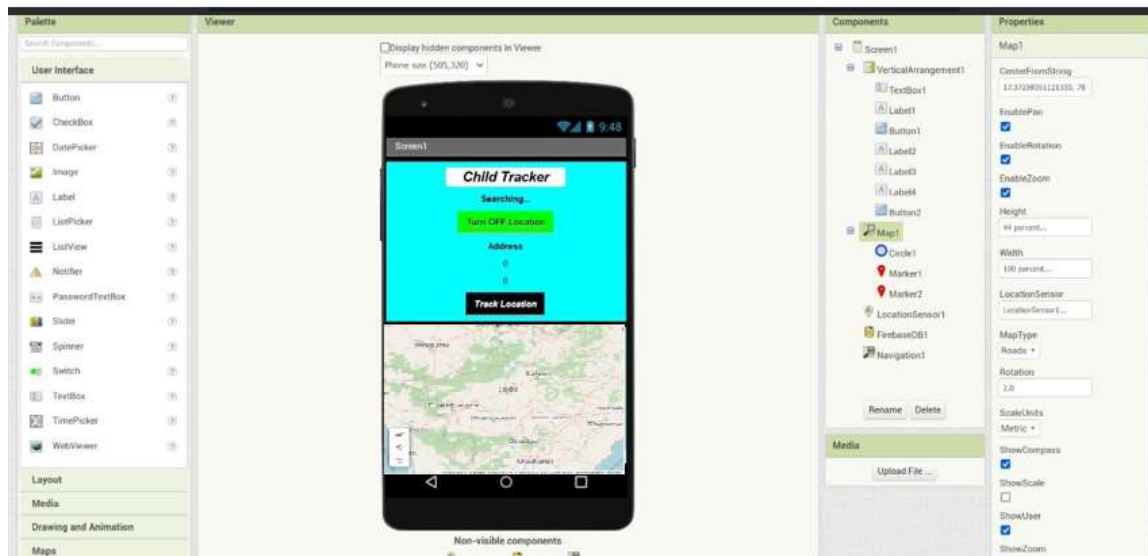 Palette
Search Components...
User Interface
Button
CheckBox
DatePicker
Image
Label
ListPicker
ListView
Notifier
PasswordTextBox
Slider
Spinner
Switch
TextBox
TimePicker
WebViewer
Layout
Media
Drawing and Animation
Maps
Viewer
Display hidden components in Viewer
Phone size (505,320)
9:48
Screen1
Child Tracker
Searching...
Turn OFF Location
Address
0
0
Track Location
Non-visible components
Components
Screen1
VerticalArrangement1
TextBox1
Label1
Button1
Label2
Label3
Label4
Button2
Map1
Circle1
Marker1
Marker2
LocationSensor1
FirebaseDB1
Navigation1
Rename Delete
Media
Upload File ...
Properties
Map1
CenterFromString
EnablePan
EnableRotation
EnableZoom
Height
44 percent...
Width
100 percent...
LocationSensor
LocationSensor1...
MapType
Roads
Rotation
2.0
ScaleUnits
Metric
ShowCompass
ShowScale
ShowUser
ShowZoom